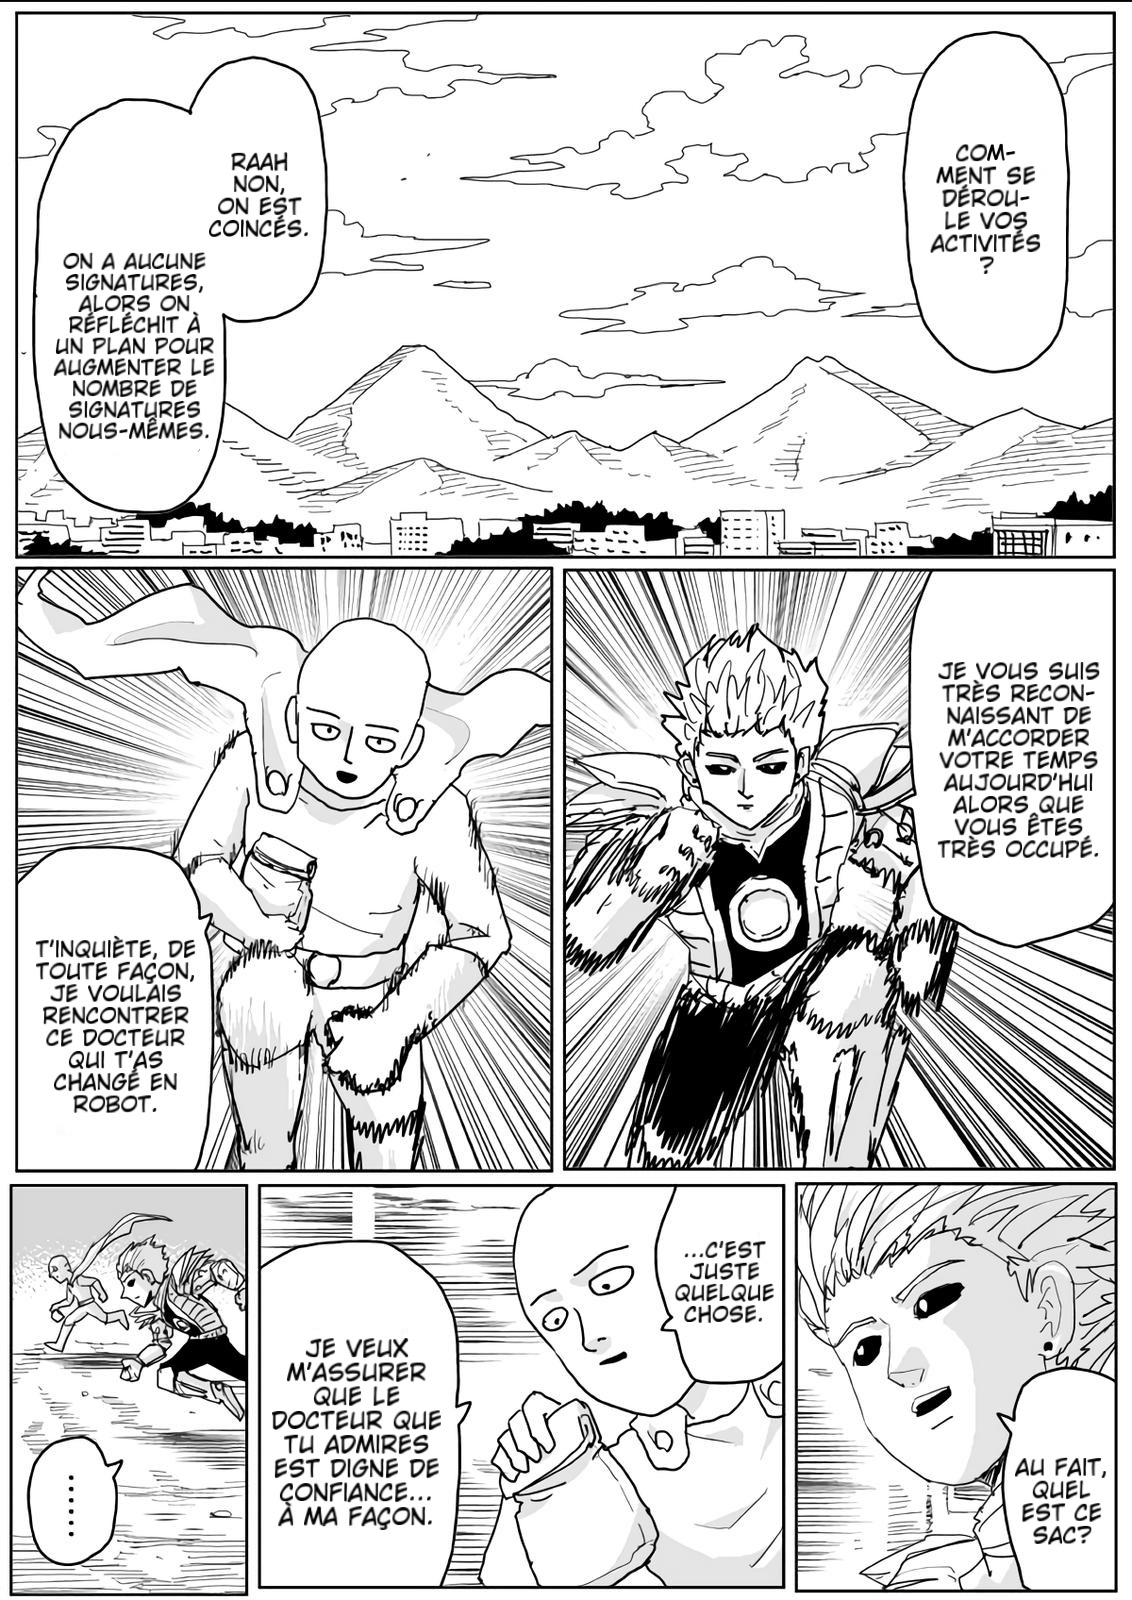 COM-
MENT SE
DÉROU-
LE VOS
ACTIVITÉS
?
RAAH
NON,
ON EST
COINCÉS.
ON A AUCUNE
SIGNATURES,
ALORS ON
RÉFLÉCHIT À
UN PLAN POUR
AUGMENTER LE
NOMBRE DE
SIGNATURES
NOUS-MÊMES.
JE VOUS SUIS
TRÈS RECON-
NAISSANT DE
M'ACCORDER
VOTRE TEMPS
AUJOURD'HUI
ALORS QUE
VOUS ÊTES
TRÈS OCCUPÉ.
T'INQUIÈTE, DE
TOUTE FAÇON,
JE VOULAIS
RENCONTRER
CE DOCTEUR
QUI T'AS
CHANGÉ EN
ROBOT.
AU FAIT,
QUEL
EST CE
SAC?
...C'EST
JUSTE
QUELQUE
CHOSE.
JE VEUX
M'ASSURER
QUE LE
DOCTEUR QUE
TU ADMIRES
EST DIGNE DE
CONFIANCE...
À MA FAÇON.
......